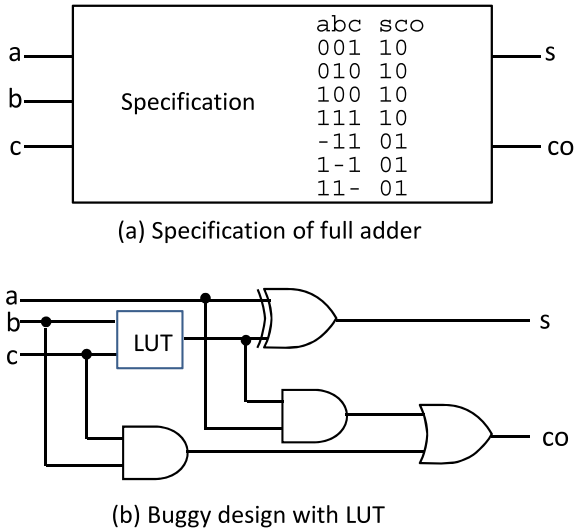 abc sco
001 10
010 10
100 10
111 10
-11 01
1-1 01
11- 01
a
b
c
Specification
s
co
(a) Specification of full adder
a
b
c
LUT
s
co
(b) Buggy design with LUT